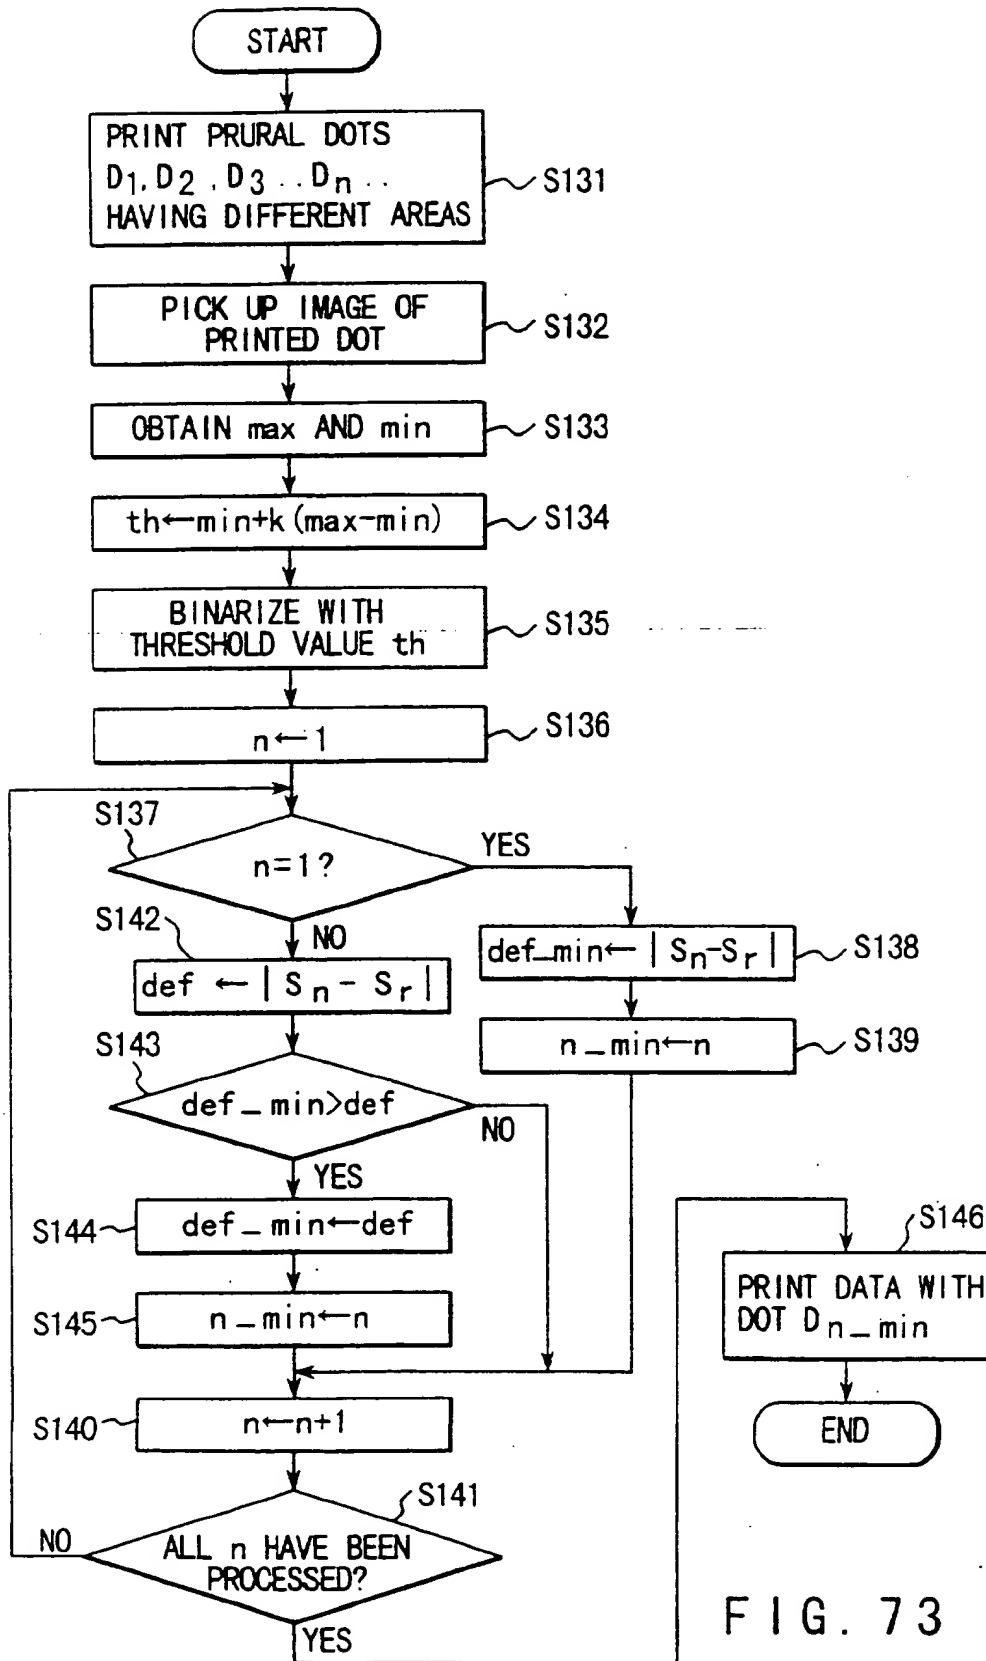 START
PRINT PRURAL DOTS
D1, D2 , D3 .. Dn ..
HAVING DIFFERENT AREAS
S131
PICK UP IMAGE OF
PRINTED DOT
S132
OBTAIN max AND min
S133
th←min+k(max-min)
S134
BINARIZE WITH
THRESHOLD VALUE th
S135
n←1
S136
S137
n=1?
YES
NO
S142
def ← | Sn - Sr |
def_min← | Sn-Sr |
S138
n_min←n
S139
S143
def_min>def
NO
YES
S144
def_min←def
S145
n_min←n
S140
n←n+1
S141
ALL n HAVE BEEN
PROCESSED?
NO
YES
S146
PRINT DATA WITH
DOT Dn_min
END
FIG. 73